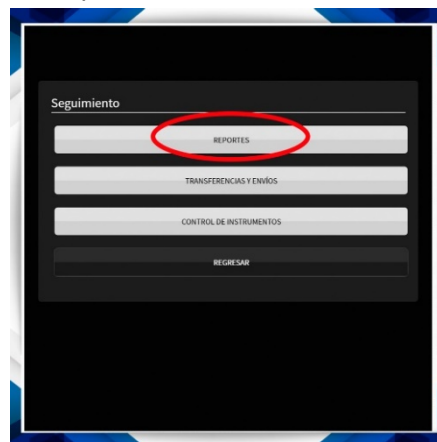 Seguimiento
REPORTES
TRANSFERENCIAS Y ENVÍOS
CONTROL DE INSTRUMENTOS
REGRESAR